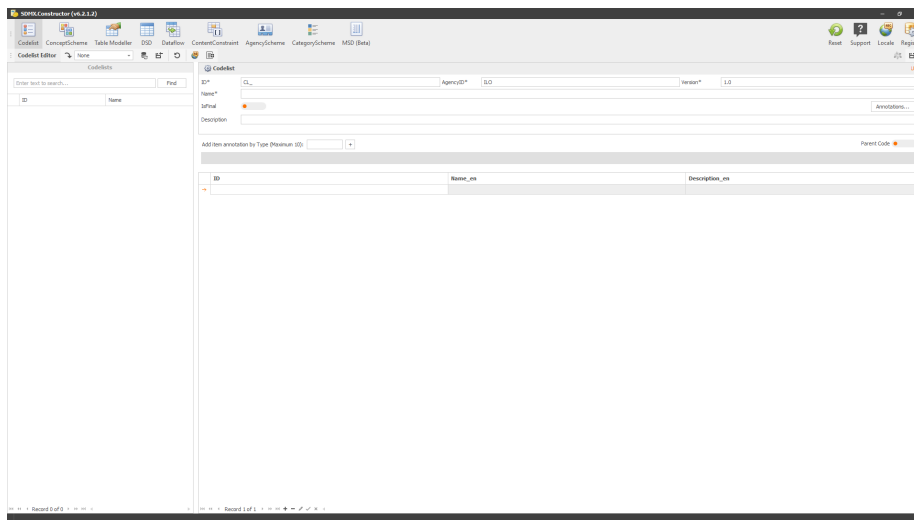 SDMX.Constructor (v6.2.1.2)
Codelist ConceptScheme Table Modeller DSD Dataflow ContentConstraint AgencyScheme CategoryScheme MSD (Beta) Reset Support Locale Regis
Codelist Editor None
Codelists
Enter text to search... Find
ID Name
Codelist
ID* CL_ AgencyID* ILO Version* 1.0
Name*
IsFinal Annotations...
Description
Add item annotation by Type (Maximum 10): + Parent Code
ID Name_en Description_en
Record 0 of 0 Record 1 of 1